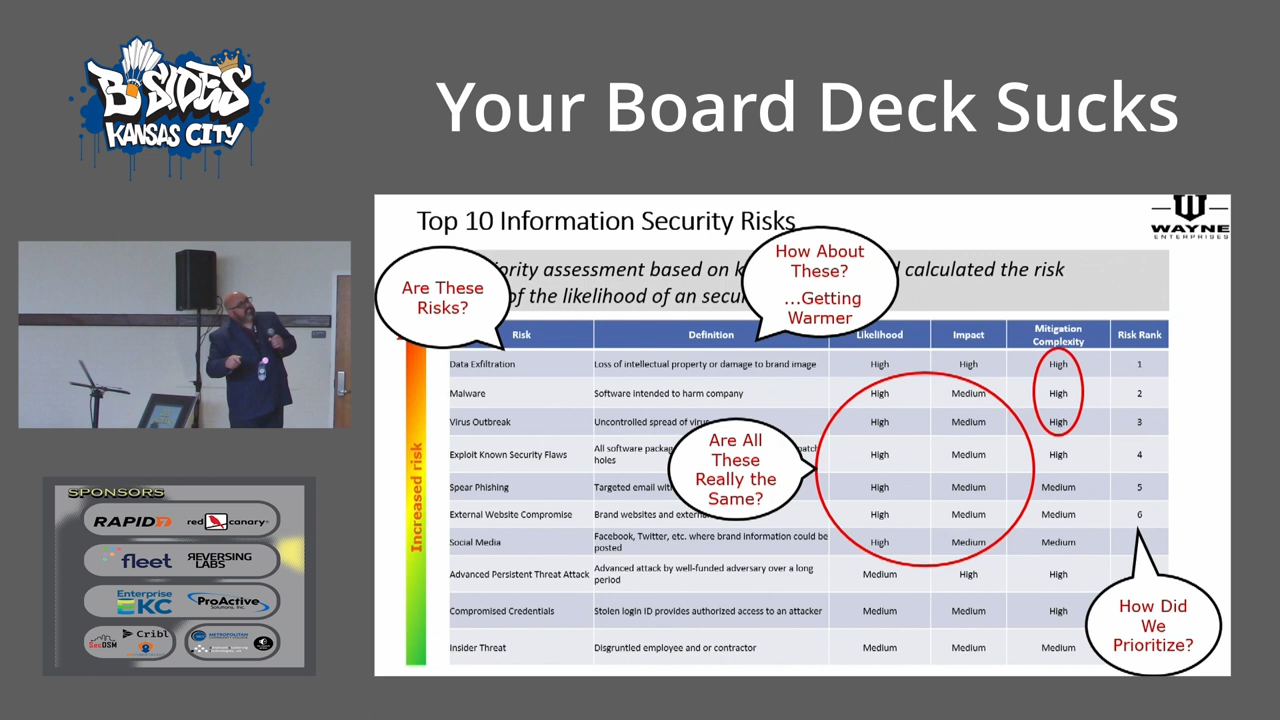 B SIDES
KANSAS CITY
Your Board Deck Sucks
Top 10 Information Security Risks
WAYNE
ENTERPRISES
Are These
Risks?
How About
These?
...Getting
Warmer
ority assessment based on k
calculated the risk
of the likelihood of an secu
Risk Definition Likelihood Impact Mitigation Complexity Risk Rank
Data Exfiltration Loss of intellectual property or damage to brand image High High High 1
Malware Software intended to harm company High Medium High 2
Virus Outbreak Uncontrolled spread of virus High Medium High 3
Exploit Known Security Flaws All software packag atch
holes High Medium High 4
Spear Phishing Targeted email wit High Medium Medium 5
External Website Compromise Brand websites and extern High Medium Medium 6
Social Media Facebook, Twitter, etc. where brand information could be
posted High Medium Medium
Advanced Persistent Threat Attack Advanced attack by well-funded adversary over a long
period Medium High High
Compromised Credentials Stolen login ID provides authorized access to an attacker Medium Medium High
Insider Threat Disgruntled employee and or contractor Medium Medium Medium
Increased risk
Are All
These
Really the
Same?
How Did
We
Prioritize?
SPONSORS
RAPID7 red canary
fleet REVERSING
LABS
Enterprise
KC ProActive
Solutions, Inc.
SecDSM Cribl METROPOLITAN